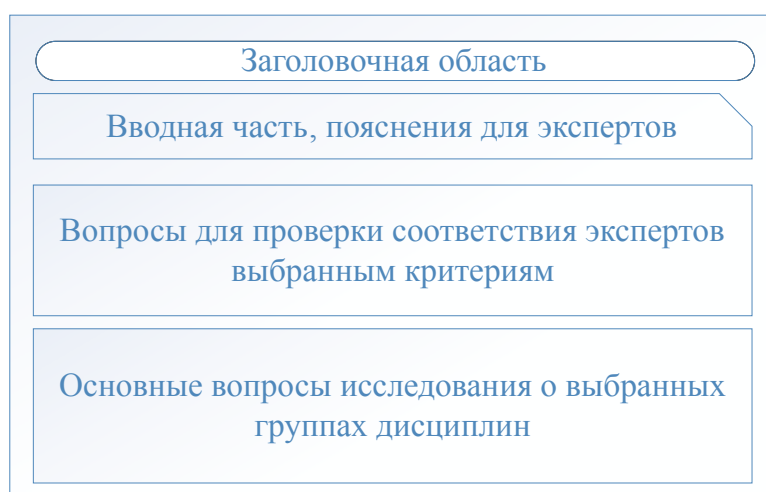 Заголовочная область
Вводная часть, пояснения для экспертов
Вопросы для проверки соответствия экспертов
выбранным критериям
Основные вопросы исследования о выбранных
группах дисциплин